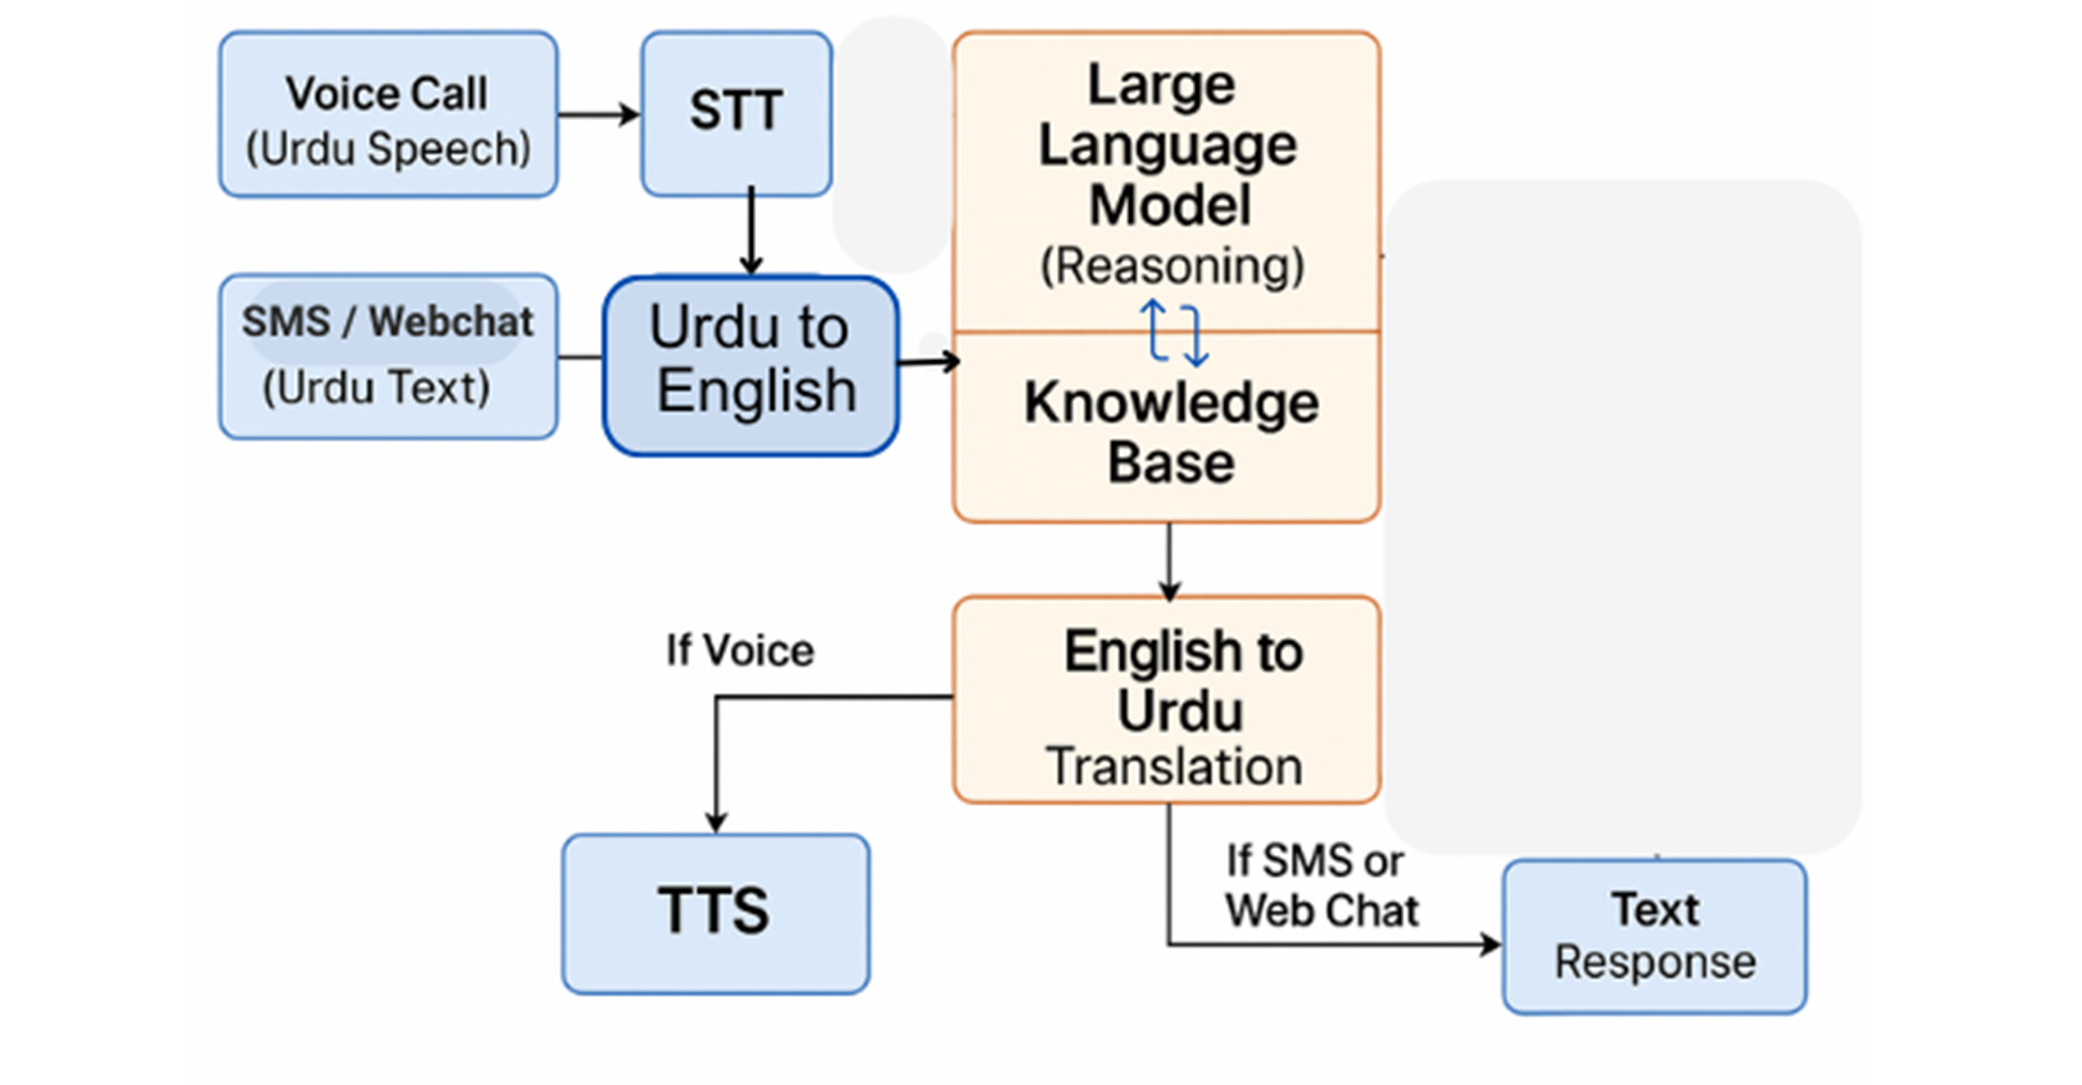 Voice Call
(Urdu Speech)
STT
Large
Language
Model
(Reasoning)
SMS / Webchat
(Urdu Text)
Urdu to
English
Knowledge
Base
If Voice
English to
Urdu
Translation
TTS
If SMS or
Web Chat
Text
Response